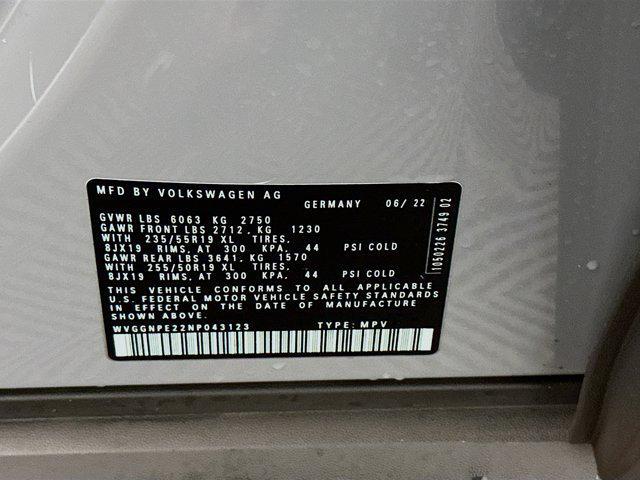 MFD BY VOLKSWAGEN AG
GERMANY 06/ 22
GVWR LBS 6063 KG 2750
GAWR FRONT LBS 2712, KG 1230
WITH 235/55R19 XL, TIRES,
8JX19 RIMS, AT 300 KPA. 44 PSI COLD
GAWR REAR LBS 3641, KG 1570
WITH 255/50R19 XL, TIRES,
8JX19 RIMS, AT 300 KPA. 44 PSI COLD
THIS VEHICLE CONFORMS TO ALL APPLICABLE
U.S. FEDERAL MOTOR VEHICLE SAFETY STANDARDS
IN EFFECT ON THE DATE OF MANUFACTURE
SHOWN ABOVE.
WVGGNPE22NP043123 TYPE: MPV
1050226 3749 02